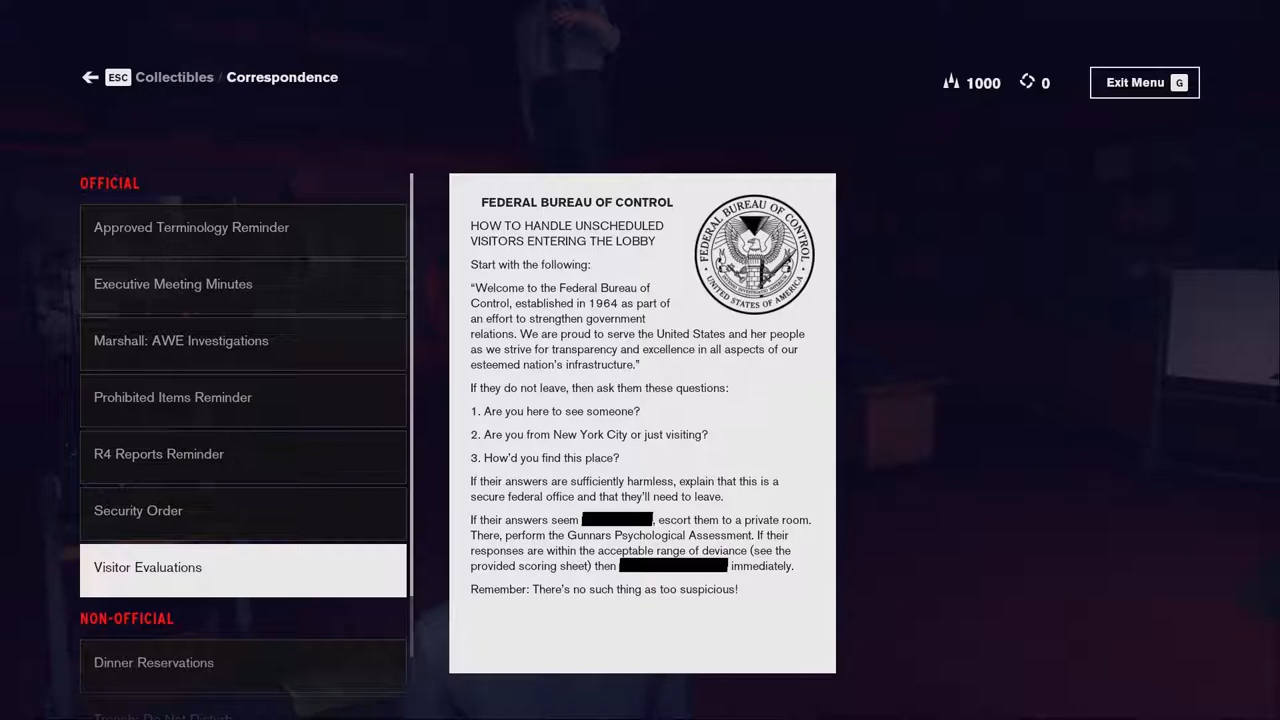 ESC Collectibles / Correspondence
1000 0 Exit Menu G
OFFICIAL
Approved Terminology Reminder
Executive Meeting Minutes
Marshall: AWE Investigations
Prohibited Items Reminder
R4 Reports Reminder
Security Order
Visitor Evaluations
NON-OFFICIAL
Dinner Reservations
Trench: Do Not Disturb
FEDERAL BUREAU OF CONTROL
FEDERAL BUREAU OF CONTROL
UNITED STATES OF AMERICA
HOW TO HANDLE UNSCHEDULED
VISITORS ENTERING THE LOBBY
Start with the following:
“Welcome to the Federal Bureau of
Control, established in 1964 as part of
an effort to strengthen government
relations. We are proud to serve the United States and her people
as we strive for transparency and excellence in all aspects of our
esteemed nation’s infrastructure.”
If they do not leave, then ask them these questions:
1. Are you here to see someone?
2. Are you from New York City or just visiting?
3. How’d you find this place?
If their answers are sufficiently harmless, explain that this is a
secure federal office and that they’ll need to leave.
If their answers seem , escort them to a private room.
There, perform the Gunnars Psychological Assessment. If their
responses are within the acceptable range of deviance (see the
provided scoring sheet) then immediately.
Remember: There’s no such thing as too suspicious!